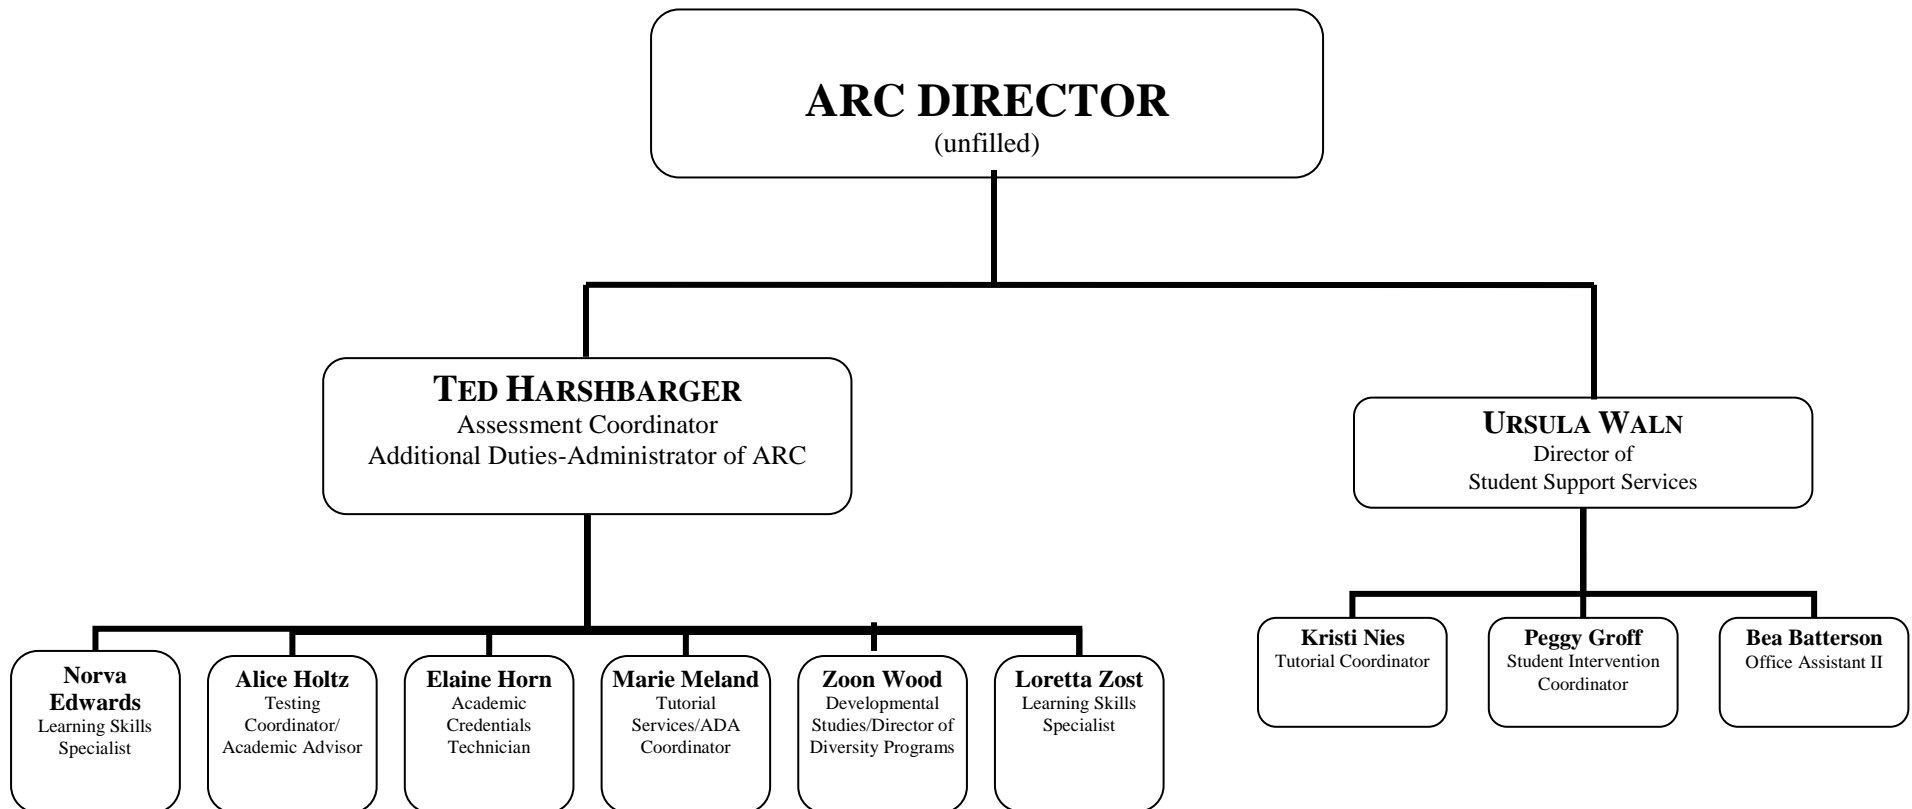 ARC DIRECTOR
(unfilled)
TED HARSHBARGER
Assessment Coordinator
Additional Duties-Administrator of ARC
URSULA WALN
Director of
Student Support Services
Norva
Edwards
Learning Skills
Specialist
Alice Holtz
Testing
Coordinator/
Academic Advisor
Elaine Horn
Academic
Credentials
Technician
Marie Meland
Tutorial
Services/ADA
Coordinator
Zoon Wood
Developmental
Studies/Director of
Diversity Programs
Loretta Zost
Learning Skills
Specialist
Kristi Nies
Tutorial Coordinator
Peggy Groff
Student Intervention
Coordinator
Bea Batterson
Office Assistant II